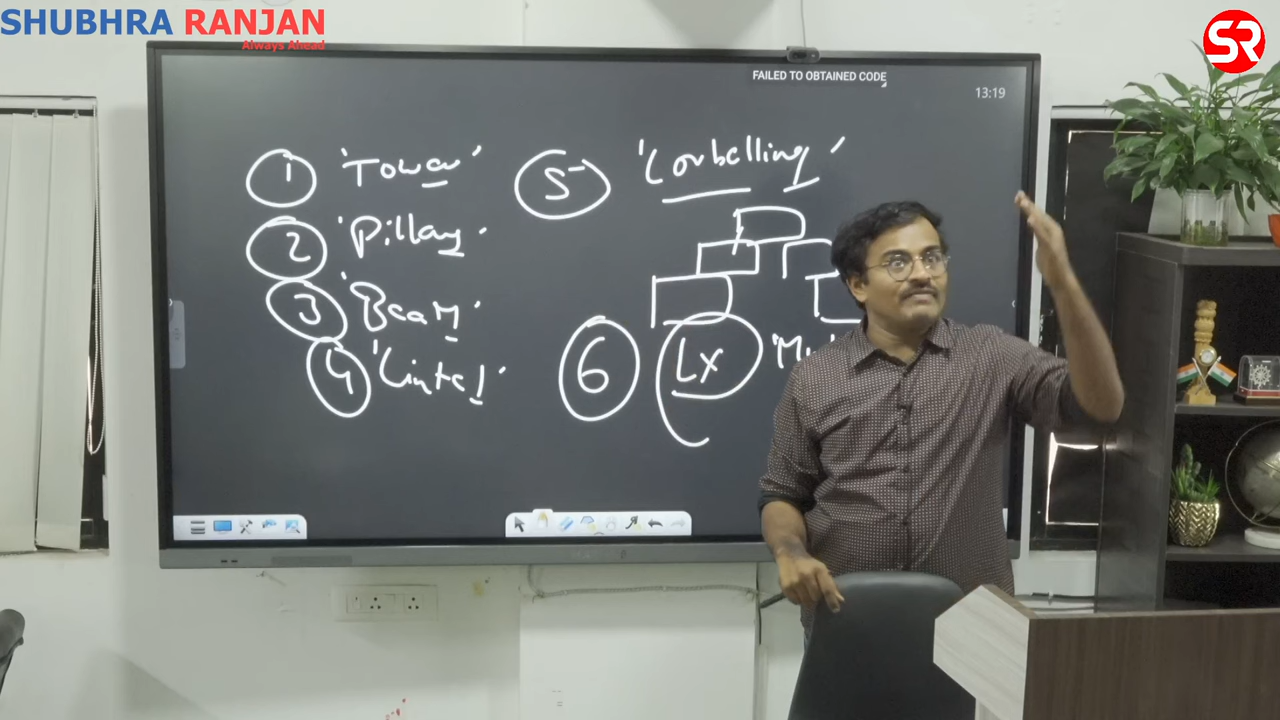 SHUBHRA RANJAN
Always Ahead
SR
FAILED TO OBTAINED CODE
13:19
1 'Tower'
2 'Pillar'
3 'Beam'
4 'Lintel'
5 'Corbelling'
6 LX